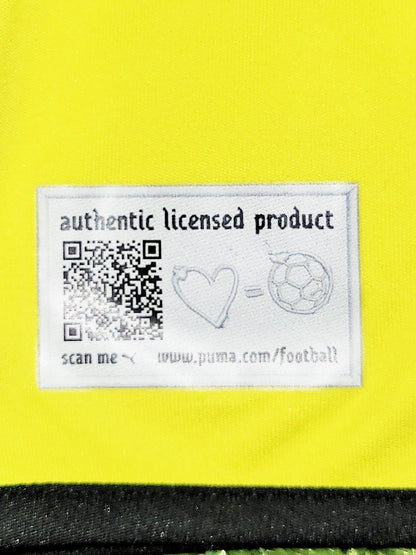 authentic licensed product
=
scan me www.puma.com/football